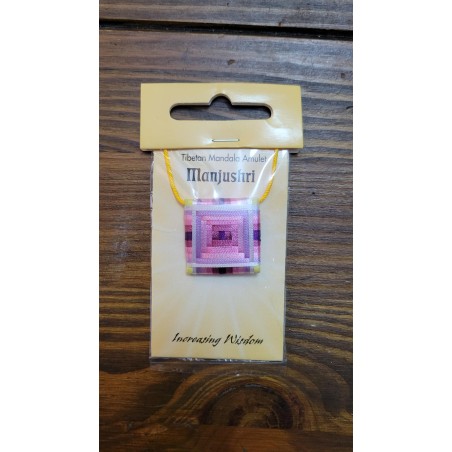 Tibetan Mandala Amulet
Manjushri
Increasing Wisdom